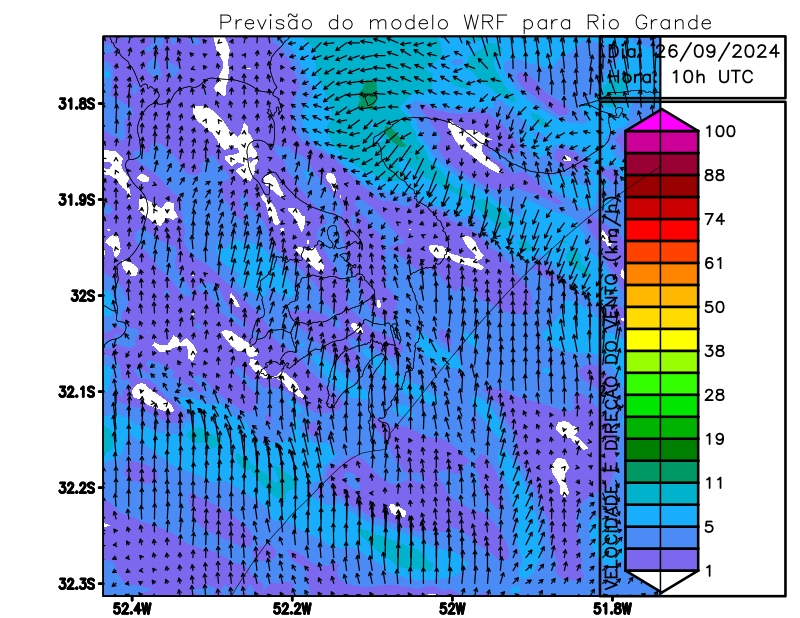 Previsão do modelo WRF para Rio Grande
Dia: 26/09/2024
Hora: 10h UTC
31.8S
31.9S
32S
32.1S
32.2S
32.3S
52.4W
52.2W
52W
51.8W
VELOCIDADE E DIREÇÃO DO VENTO (km/h)
100
88
74
61
50
38
28
19
11
5
1